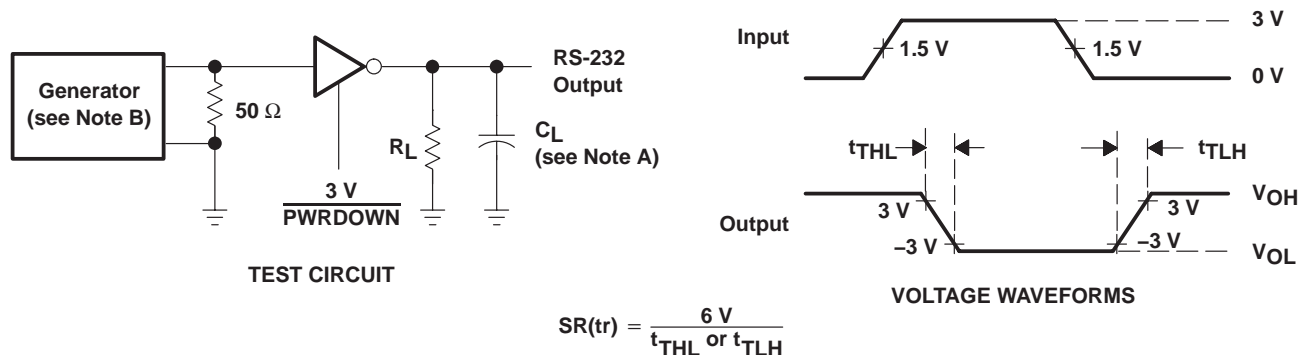 Generator
(see Note B)
50 Ω
3 V
PWRDOWN
RL
CL
(see Note A)
RS-232
Output
TEST CIRCUIT
Input
3 V
1.5 V
1.5 V
0 V
tTHL
tTLH
Output
3 V
3 V
VOH
–3 V
–3 V
VOL
VOLTAGE WAVEFORMS
SR(tr) = 6 V
tTHL or tTLH